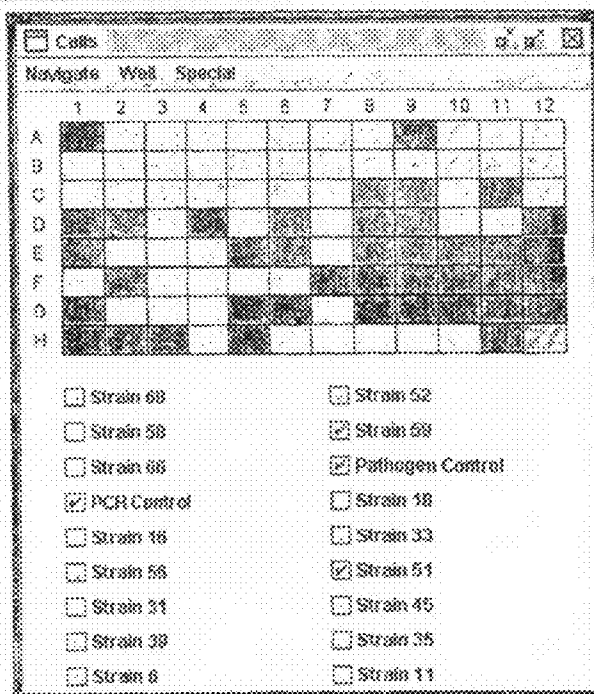 Calls
Navigate Well Special
1 2 3 4 5 6 7 8 9 10 11 12
A
B
C
D
E
F
G
H
Strain 68 Strain 52
Strain 58 Strain 59
Strain 66 Pathogen Control
PCR Control Strain 18
Strain 16 Strain 33
Strain 56 Strain 51
Strain 31 Strain 45
Strain 39 Strain 35
Strain 8 Strain 11